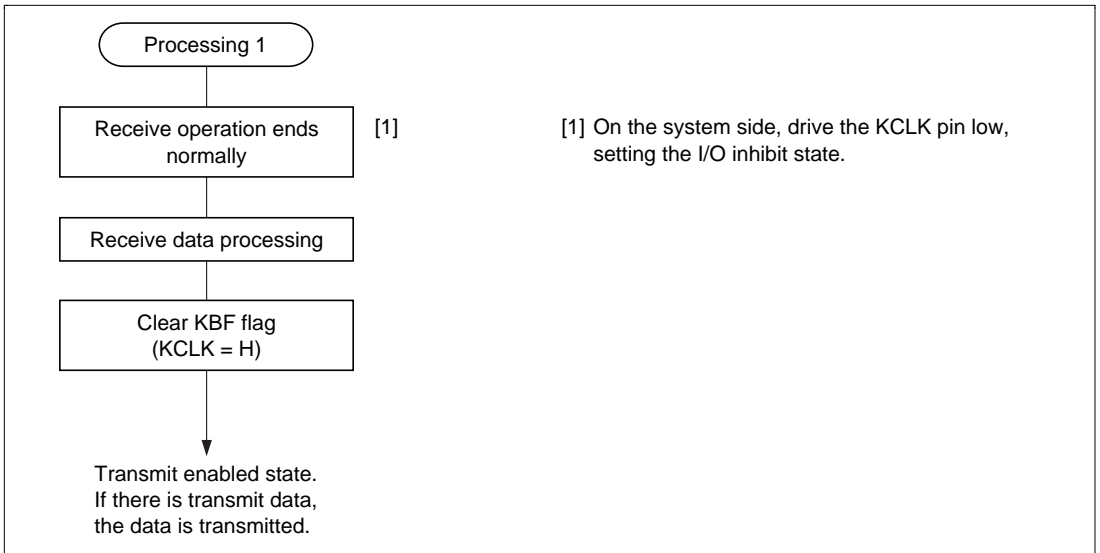 Processing 1
Receive operation ends
normally
[1]
[1] On the system side, drive the KCLK pin low,
setting the I/O inhibit state.
Receive data processing
Clear KBF flag
(KCLK = H)
Transmit enabled state.
If there is transmit data,
the data is transmitted.